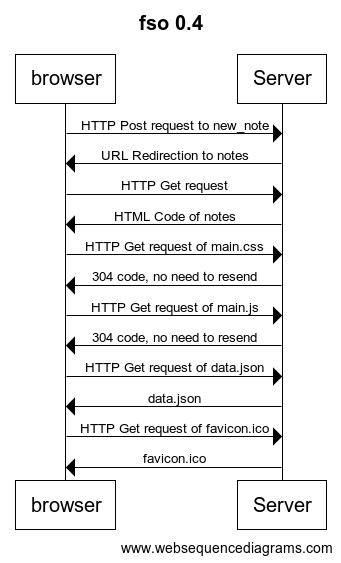 fso 0.4
browser
Server
HTTP Post request to new_note
URL Redirection to notes
HTTP Get request
HTML Code of notes
HTTP Get request of main.css
304 code, no need to resend
HTTP Get request of main.js
304 code, no need to resend
HTTP Get request of data.json
data.json
HTTP Get request of favicon.ico
favicon.ico
browser
Server
www.websequencediagrams.com